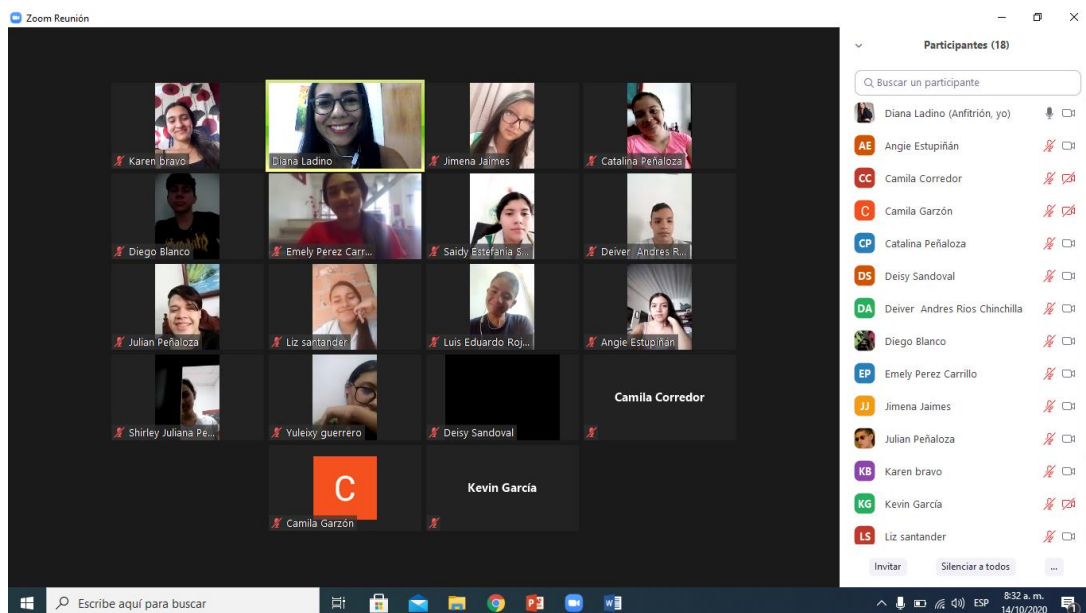 Zoom Reunión
Karen bravo
Diana Ladino
Jimena Jaimes
Catalina Peñaloza
Diego Blanco
Emely Perez Carr...
Saidy Estefania S...
Deiver Andres R...
Julian Peñaloza
Liz santander
Luis Eduardo Roj...
Angie Estupiñán
Shirley Juliana Pe...
Yuleixy guerrero
Deisy Sandoval
Camila Corredor
C
Camila Garzón
Kevin García
Participantes (18)
Buscar un participante
Diana Ladino (Anfitrión, yo)
AE Angie Estupiñán
CC Camila Corredor
C Camila Garzón
CP Catalina Peñaloza
DS Deisy Sandoval
DA Deiver Andres Rios Chinchilla
Diego Blanco
EP Emely Perez Carrillo
JJ Jimena Jaimes
Julian Peñaloza
KB Karen bravo
KG Kevin García
LS Liz santander
Invitar Silenciar a todos ...
Escribe aquí para buscar
ESP
8:32 a. m.
14/10/2020